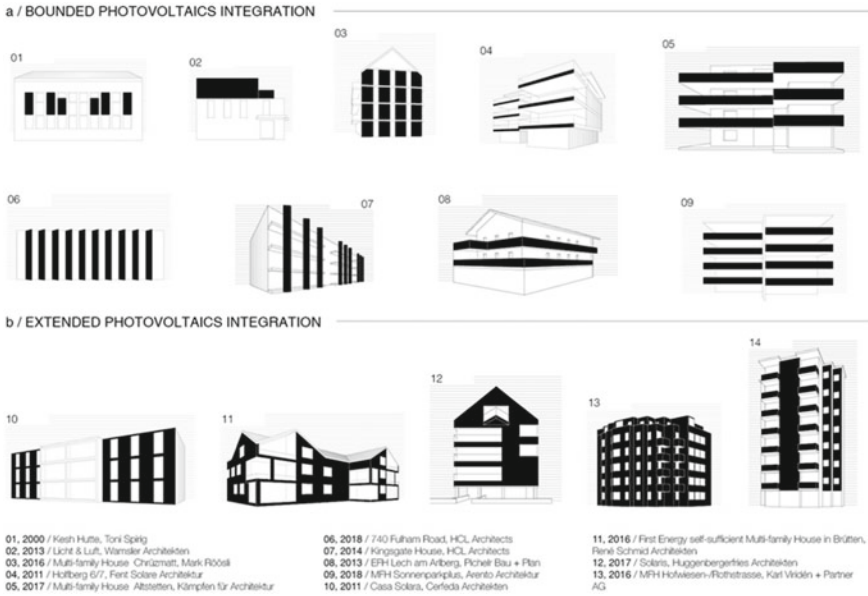 a / BOUNDED PHOTOVOLTAICS INTEGRATION
01
02
03
04
05
06
07
08
09
b / EXTENDED PHOTOVOLTAICS INTEGRATION
10
11
12
13
14
01, 2000 / Kesh Hutte, Toni Spirig
02, 2013 / Licht & Luft, Wamsler Architekten
03, 2016 / Multi-family House Chrüzmatt, Mark Röösli
04, 2011 / Hofberg 6/7, Fent Solare Architektur
05, 2017 / Multi-family House Altstetten, Kämpfen für Architektur
06, 2018 / 740 Fulham Road, HCL Architects
07, 2014 / Kingsgate House, HCL Architects
08, 2013 / EFH Lech am Arlberg, Pichelr Bau + Plan
09, 2018 / MFH Sonnenparkplus, Arento Architektur
10, 2011 / Casa Solara, Cerfeda Architekten
11, 2016 / First Energy self-sufficient Multi-family House in Brütten,
René Schmid Architekten
12, 2017 / Solaris, Huggenbergerfries Architekten
13, 2016 / MFH Hofwiesen-/Rothstrasse, Karl Viridén + Partner
AG